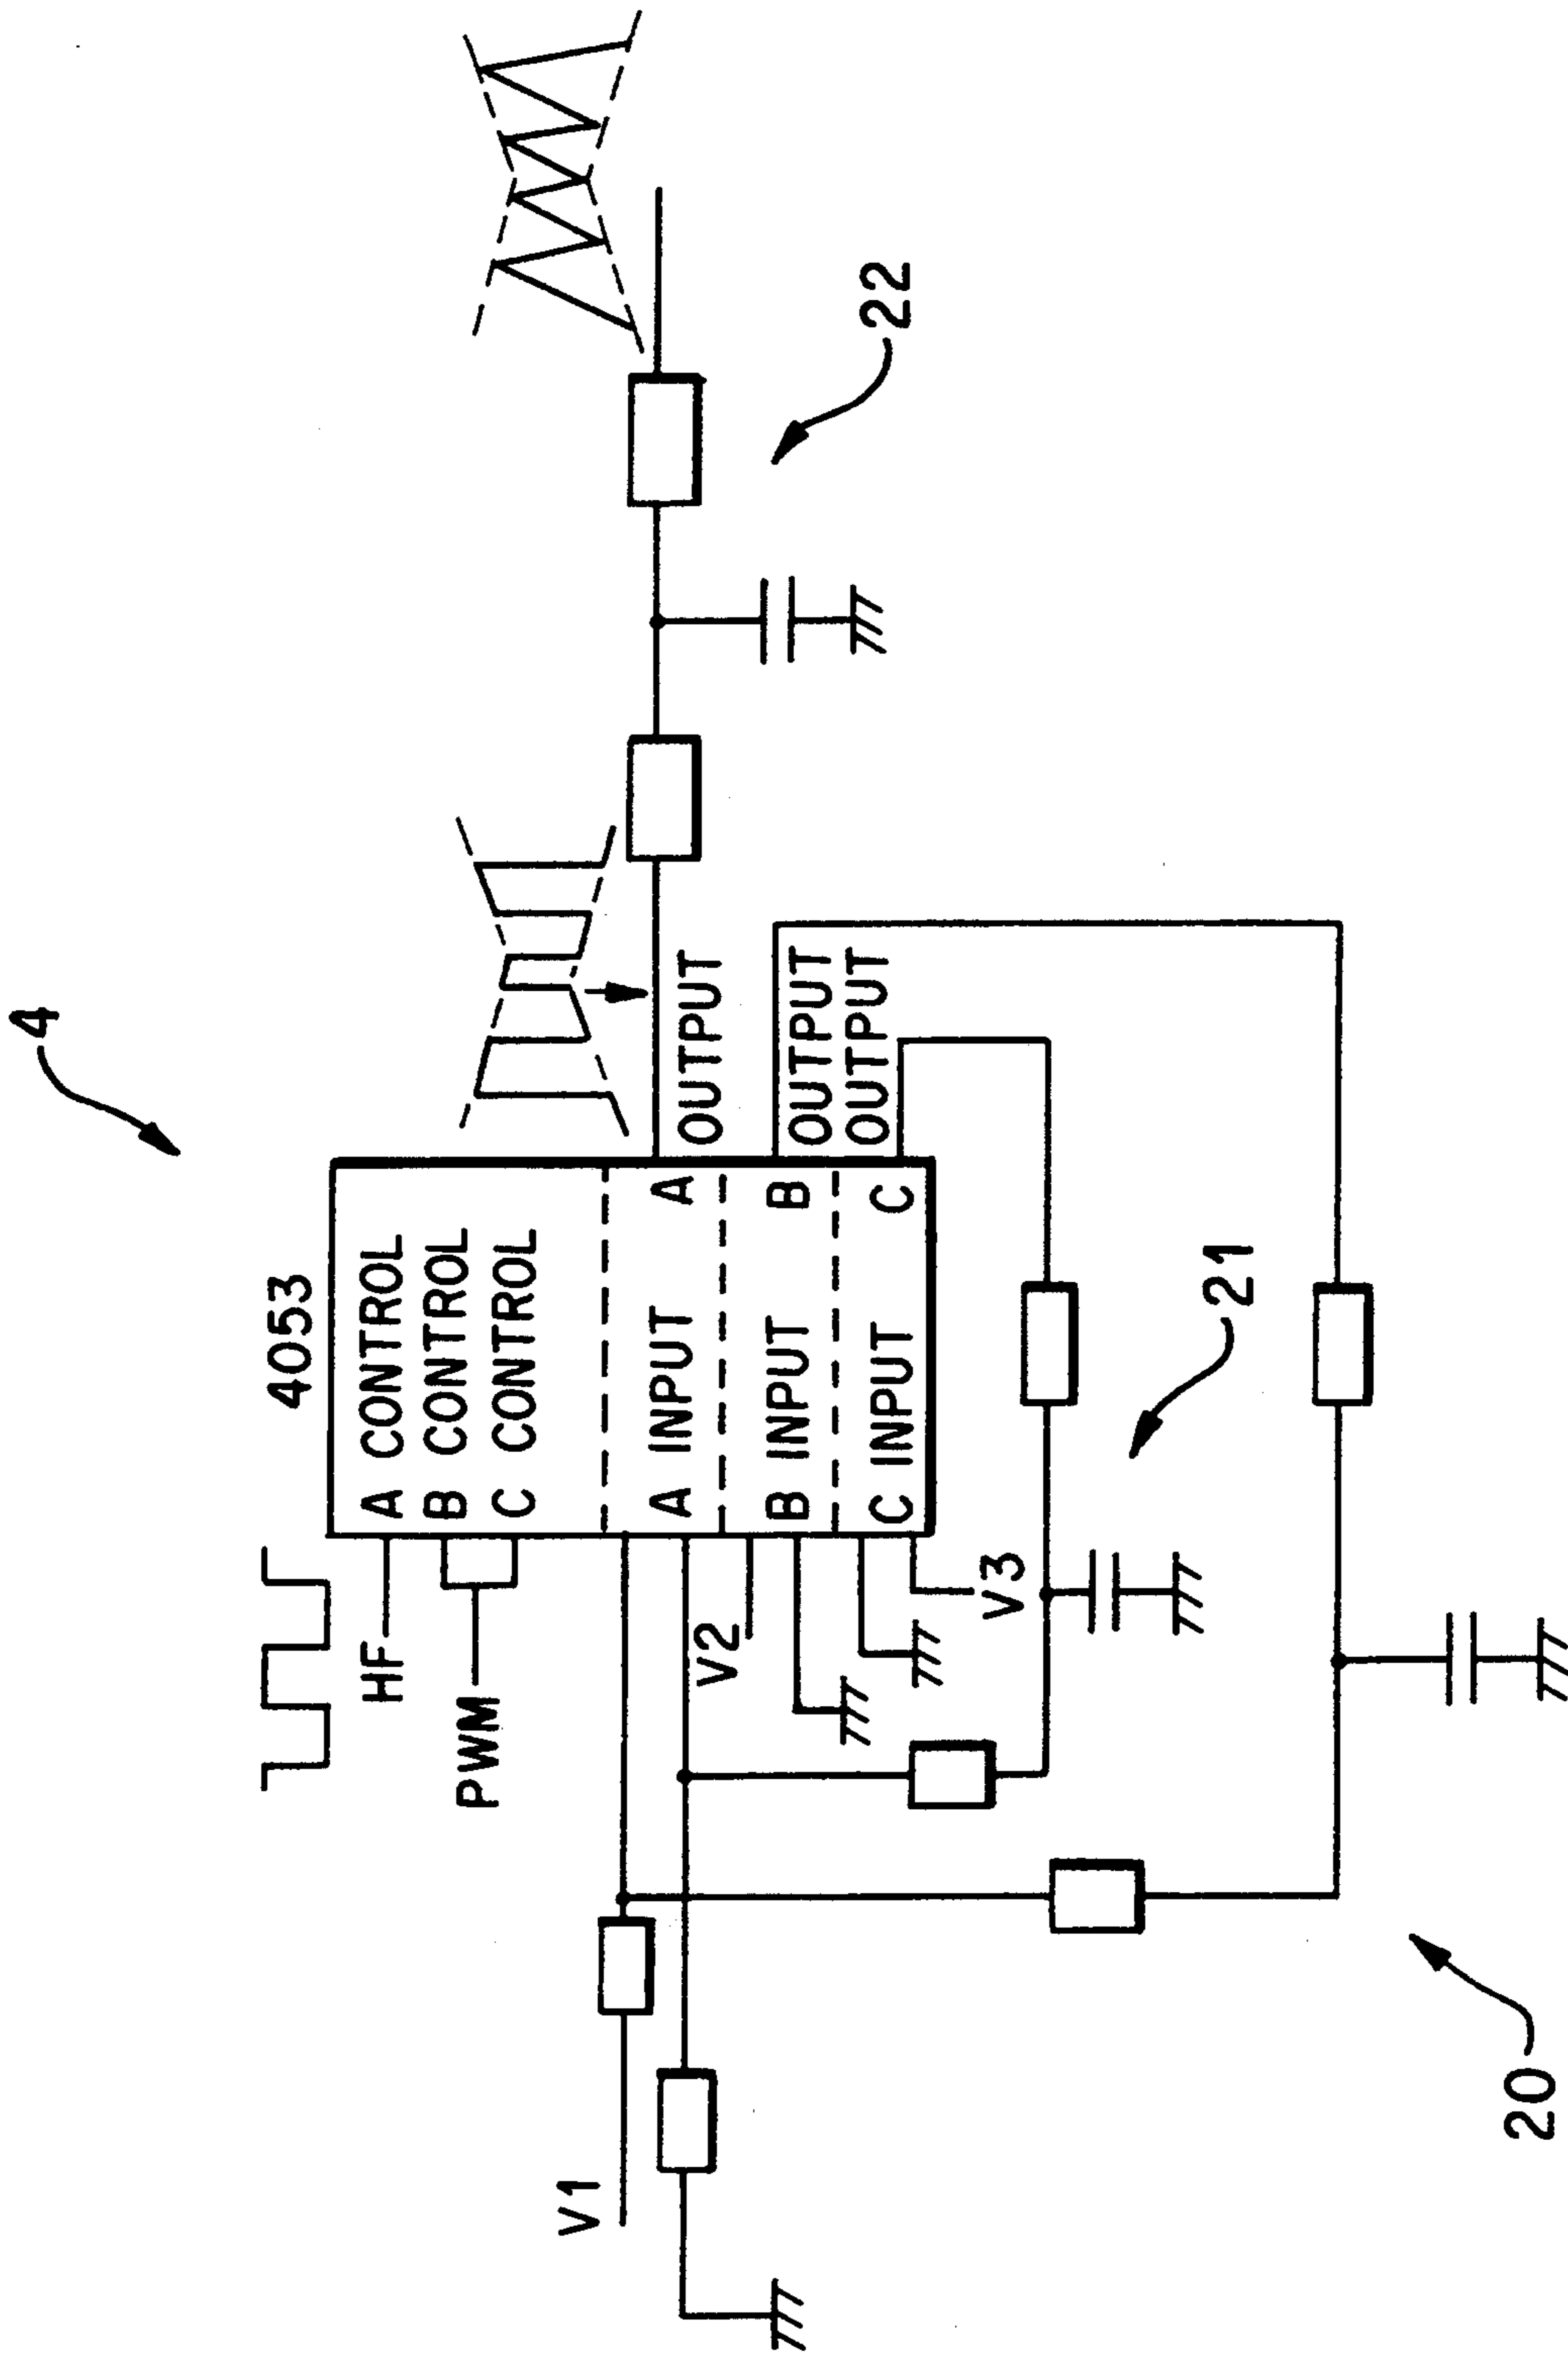 4
4053
HF
PWM
A CONTROL
B CONTROL
C CONTROL
V1
A INPUT A
OUTPUT
V2
B INPUT B
OUTPUT
C INPUT C
OUTPUT
V3
22
21
20